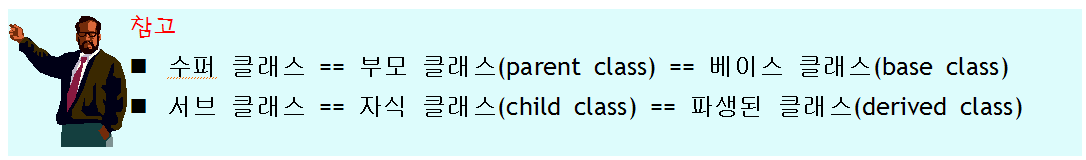 참고
■ 수퍼 클래스 == 부모 클래스(parent class) == 베이스 클래스(base class)
■ 서브 클래스 == 자식 클래스(child class) == 파생된 클래스(derived class)